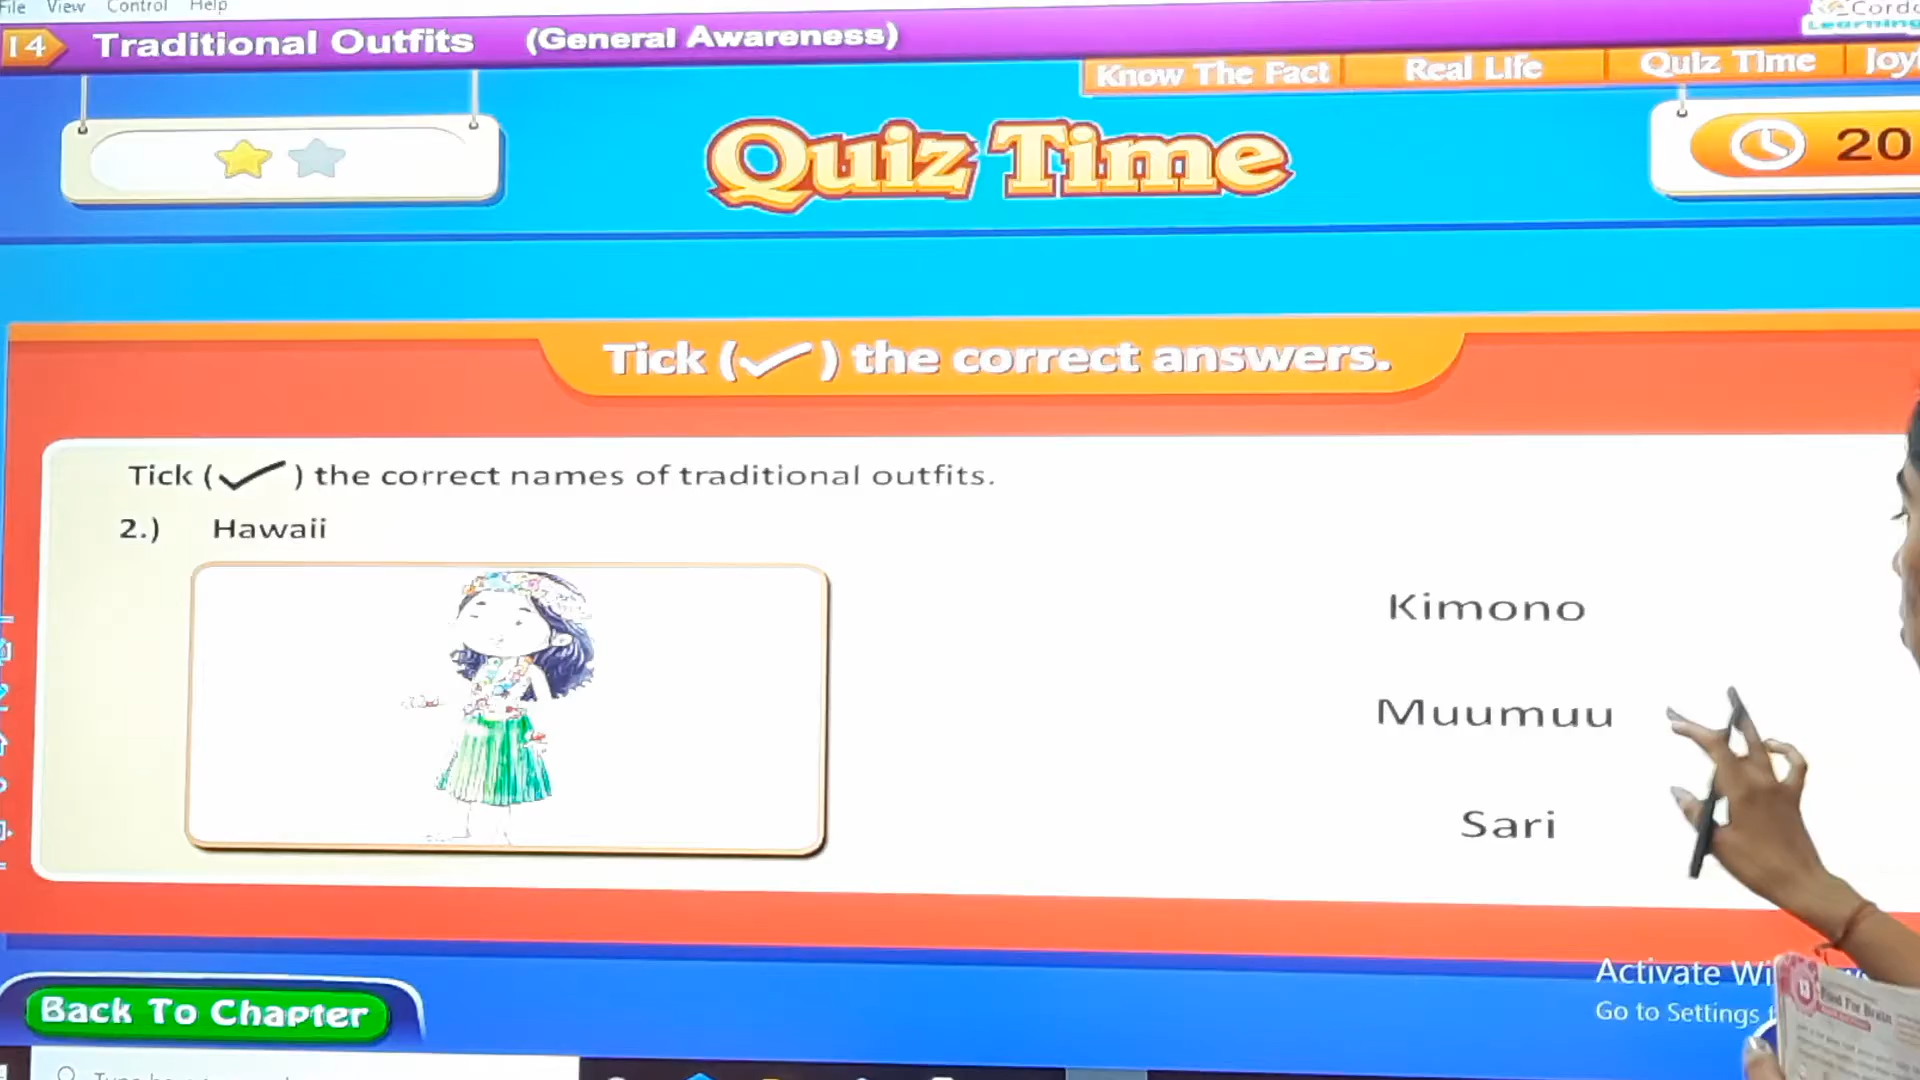 File View Control Help
14 Traditional Outfits (General Awareness)
Learning
Know The Fact Real Life Quiz Time
Quiz Time
20
Tick (✓) the correct answers.
Tick (✓) the correct names of traditional outfits.
2.) Hawaii
Kimono
Muumuu
Sari
Activate
Go to Settings
Back To Chapter